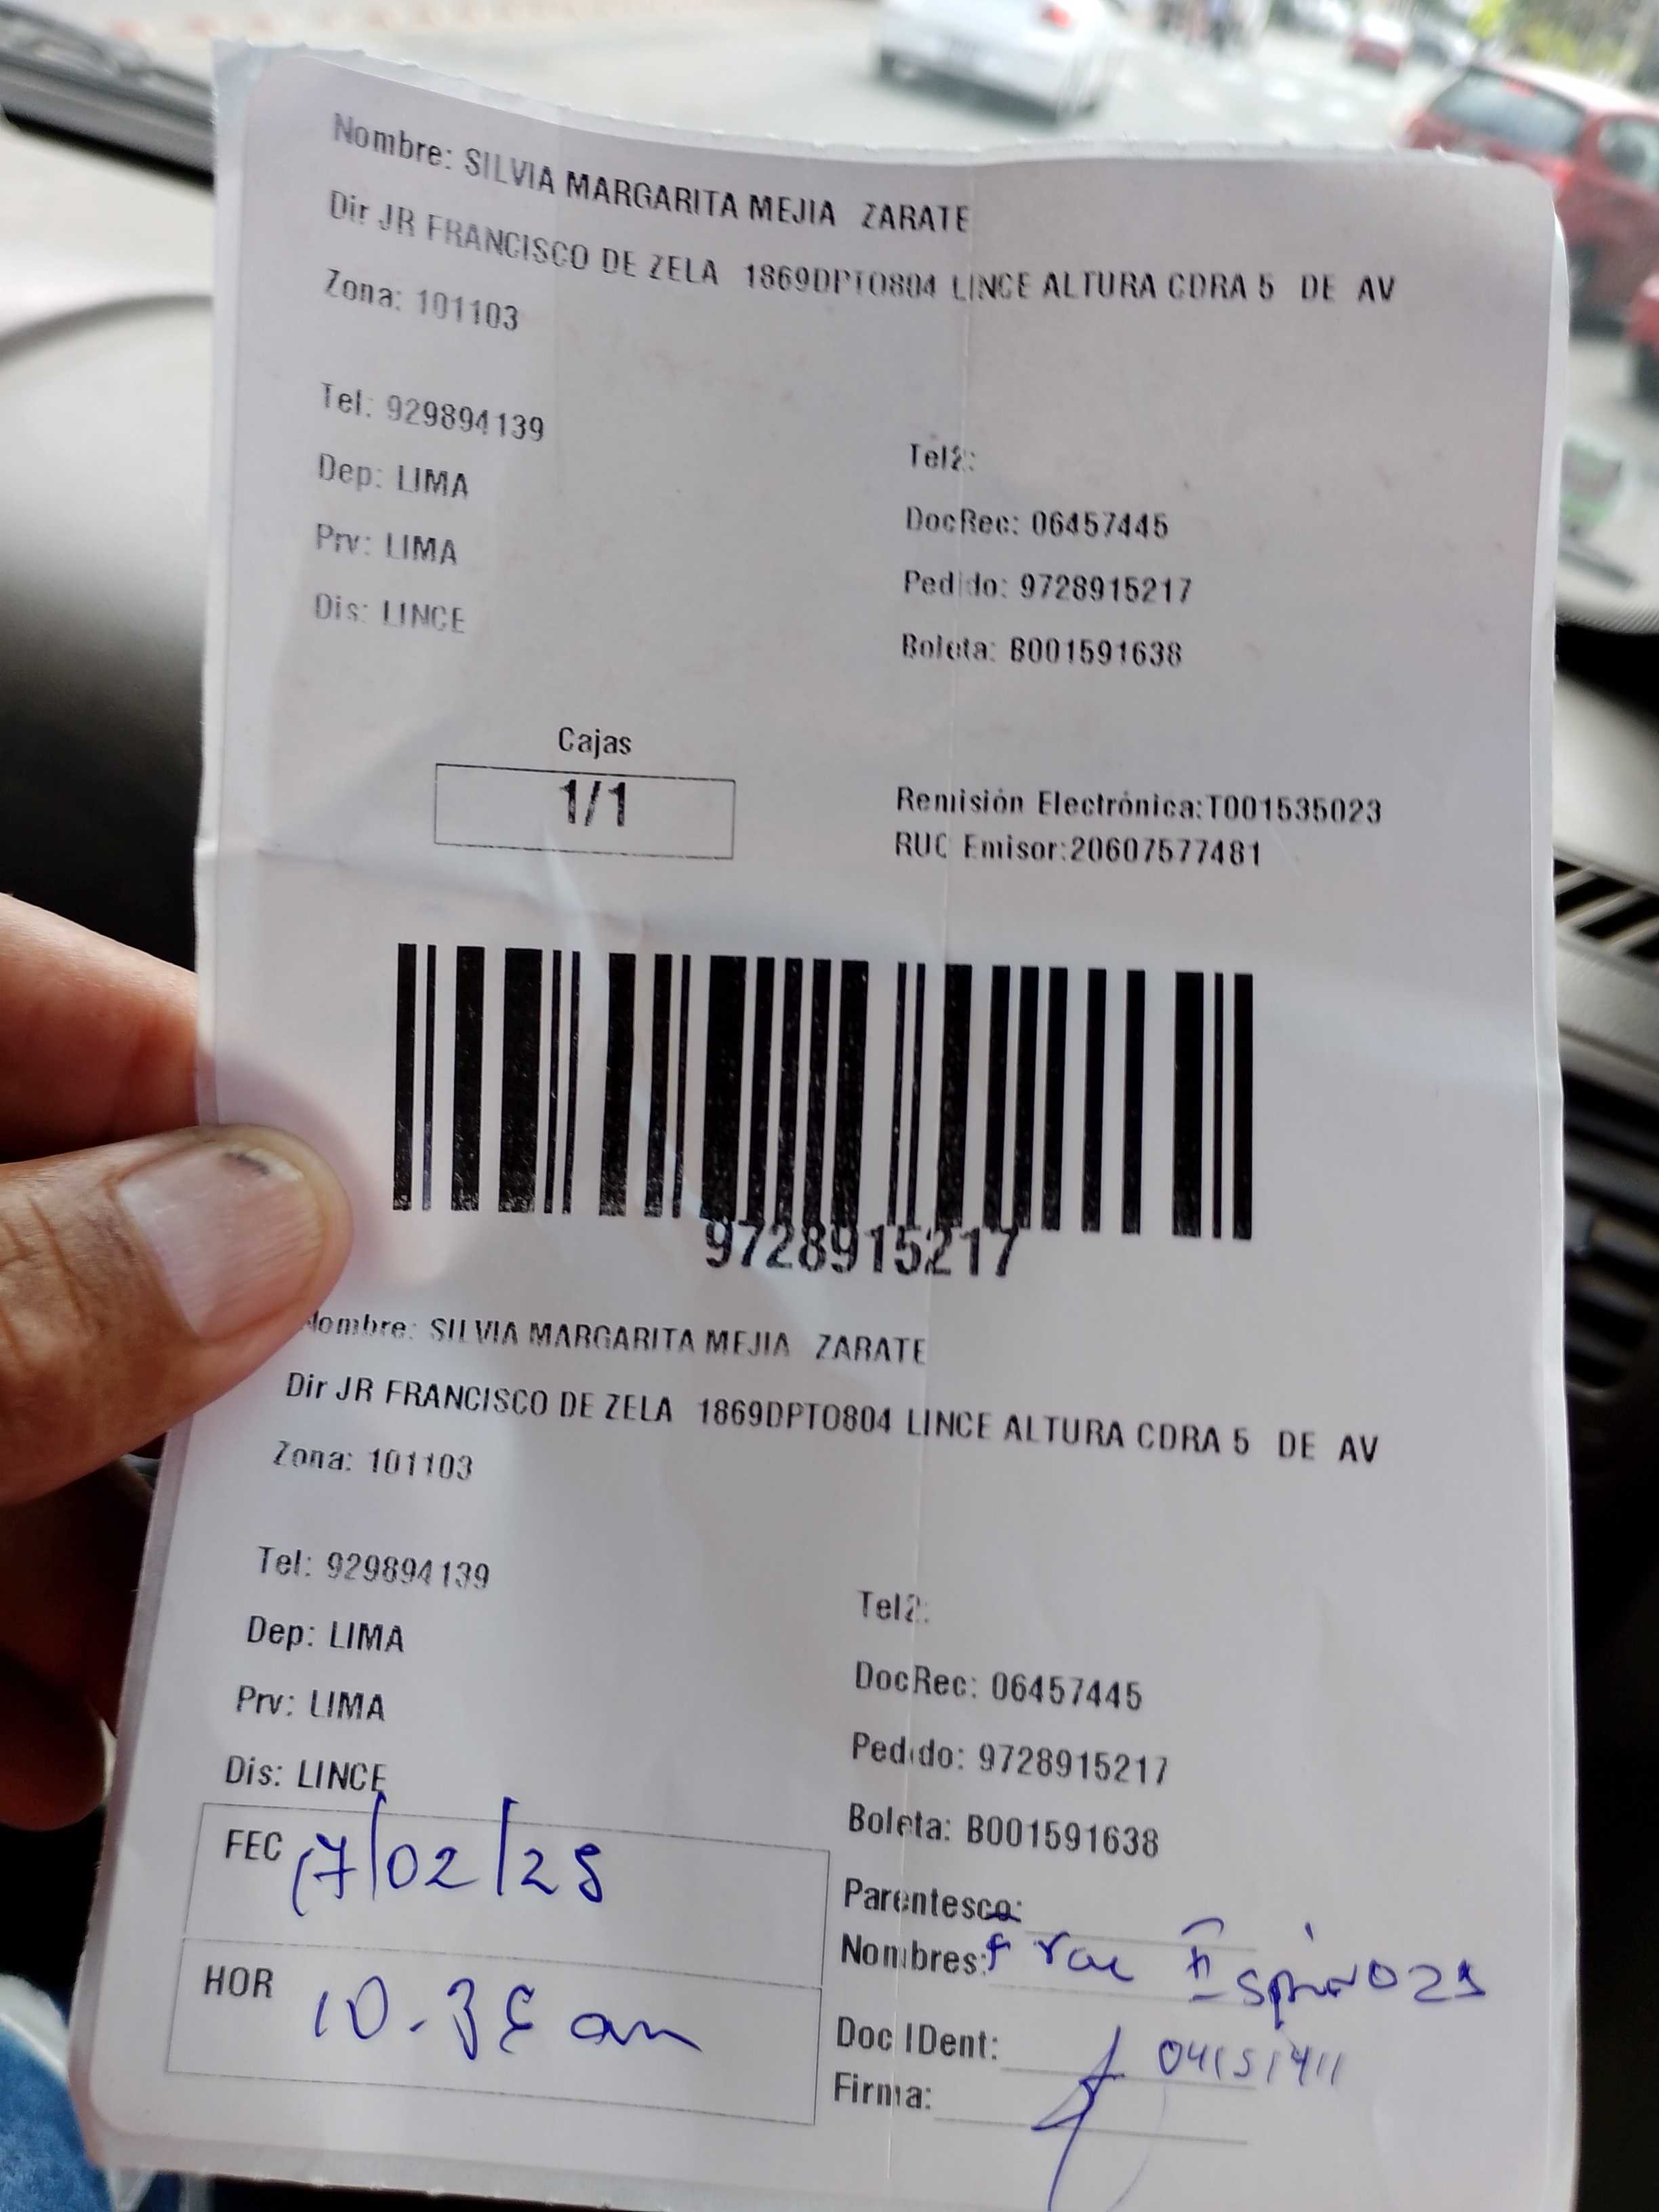 Nombre: SILVIA MARGARITA MEJIA ZARATE
Dir JR FRANCISCO DE ZELA 1869DPTO804 LINCE ALTURA CDRA 5 DE AV
Zona: 101103
Tel: 929894139
Tel2:
Dep: LIMA
DocRec: 06457445
Prv: LIMA
Pedido: 9728915217
Dis: LINCE
Boleta: B001591638
Cajas
1/1
Remisión Electrónica:T001535023
RUC Emisor:20607577481
9728915217
Nombre: SILVIA MARGARITA MEJIA ZARATE
Dir JR FRANCISCO DE ZELA 1869DPTO804 LINCE ALTURA CDRA 5 DE AV
Zona: 101103
Tel: 929894139
Tel2:
Dep: LIMA
DocRec: 06457445
Prv: LIMA
Pedido: 9728915217
Dis: LINCE
Boleta: B001591638
FEC 17/02/25
Parentesco:
Nombres:
HOR 10.35 am
Doc IDent:
Firma: